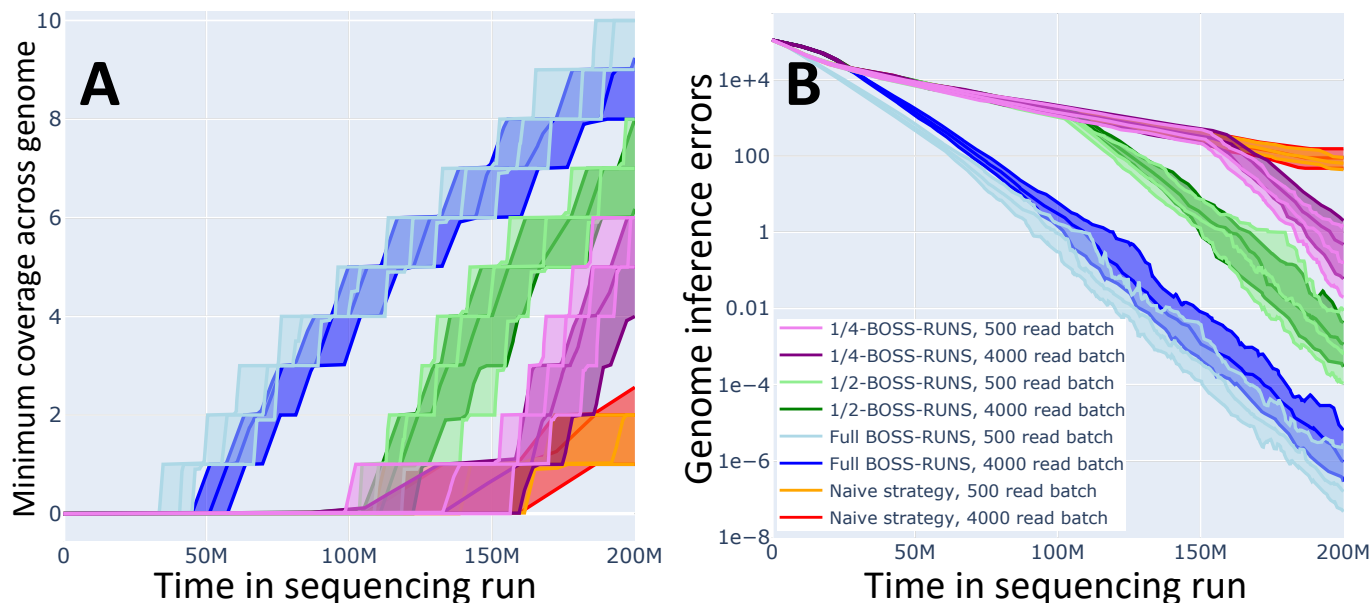 A
Minimum coverage across genome
10
8
6
4
2
0
0
50M
100M
150M
200M
Time in sequencing run
B
Genome inference errors
1e+4
100
1
0.01
1e−4
1e−6
1e−8
1/4-BOSS-RUNS, 500 read batch
1/4-BOSS-RUNS, 4000 read batch
1/2-BOSS-RUNS, 500 read batch
1/2-BOSS-RUNS, 4000 read batch
Full BOSS-RUNS, 500 read batch
Full BOSS-RUNS, 4000 read batch
Naive strategy, 500 read batch
Naive strategy, 4000 read batch
0
50M
100M
150M
200M
Time in sequencing run